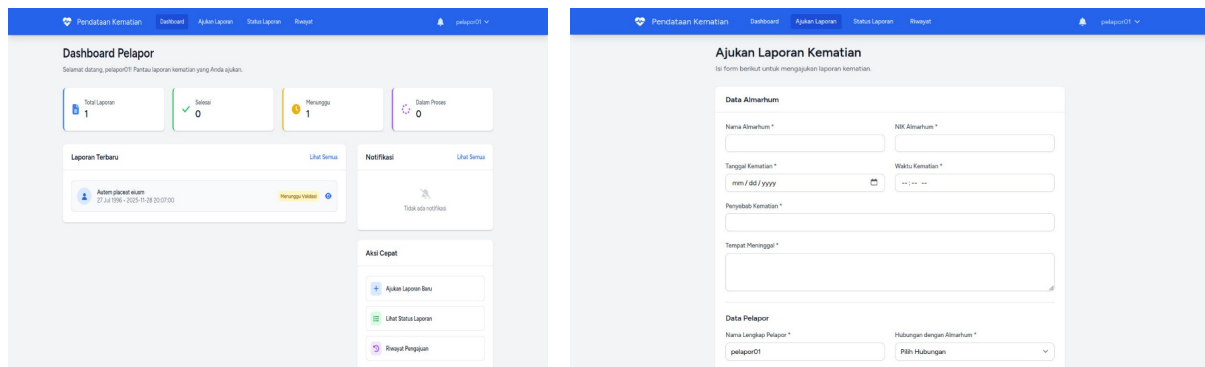 Pendataan Kematian Dashboard Ajukan Laporan Status Laporan Riwayat pelapor01
Dashboard Pelapor
Selamat datang, pelapor01! Pantau laporan kematian yang Anda ajukan.
Total Laporan
1
Selesai
0
Menunggu
1
Dalam Proses
0
Laporan Terbaru Lihat Semua
Autem placeat eiusm
27 Jul 1996 • 2025-11-28 20:07:00
Menunggu Validasi
Notifikasi Lihat Semua
Tidak ada notifikasi
Aksi Cepat
Ajukan Laporan Baru
Lihat Status Laporan
Riwayat Pengajuan
Pendataan Kematian Dashboard Ajukan Laporan Status Laporan Riwayat pelapor01
Ajukan Laporan Kematian
Isi form berikut untuk mengajukan laporan kematian.
Data Almarhum
Nama Almarhum * NIK Almarhum *
Tanggal Kematian * Waktu Kematian *
mm/dd/yyyy --:-- --
Penyebab Kematian *
Tempat Meninggal *
Data Pelapor
Nama Lengkap Pelapor * Hubungan dengan Almarhum *
pelapor01 Pilih Hubungan